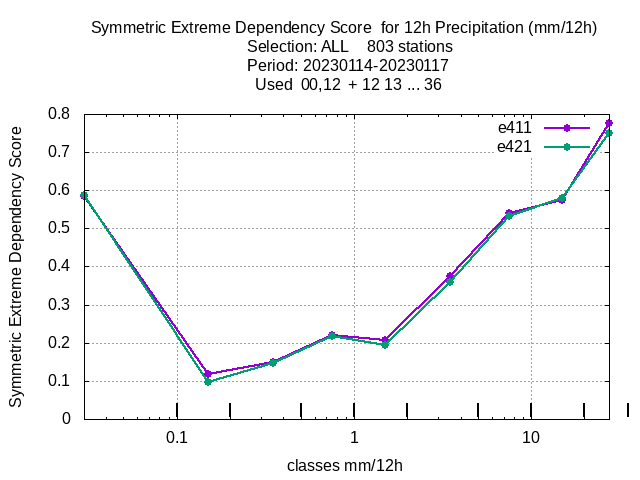 Symmetric Extreme Dependency Score  for 12h Precipitation (mm/12h)
Selection: ALL    803 stations
Period: 20230114-20230117
Used  00,12  + 12 13 ... 36
Symmetric Extreme Dependency Score
0.8
0.7
0.6
0.5
0.4
0.3
0.2
0.1
0
e411
e421
0.1 1 10
classes mm/12h